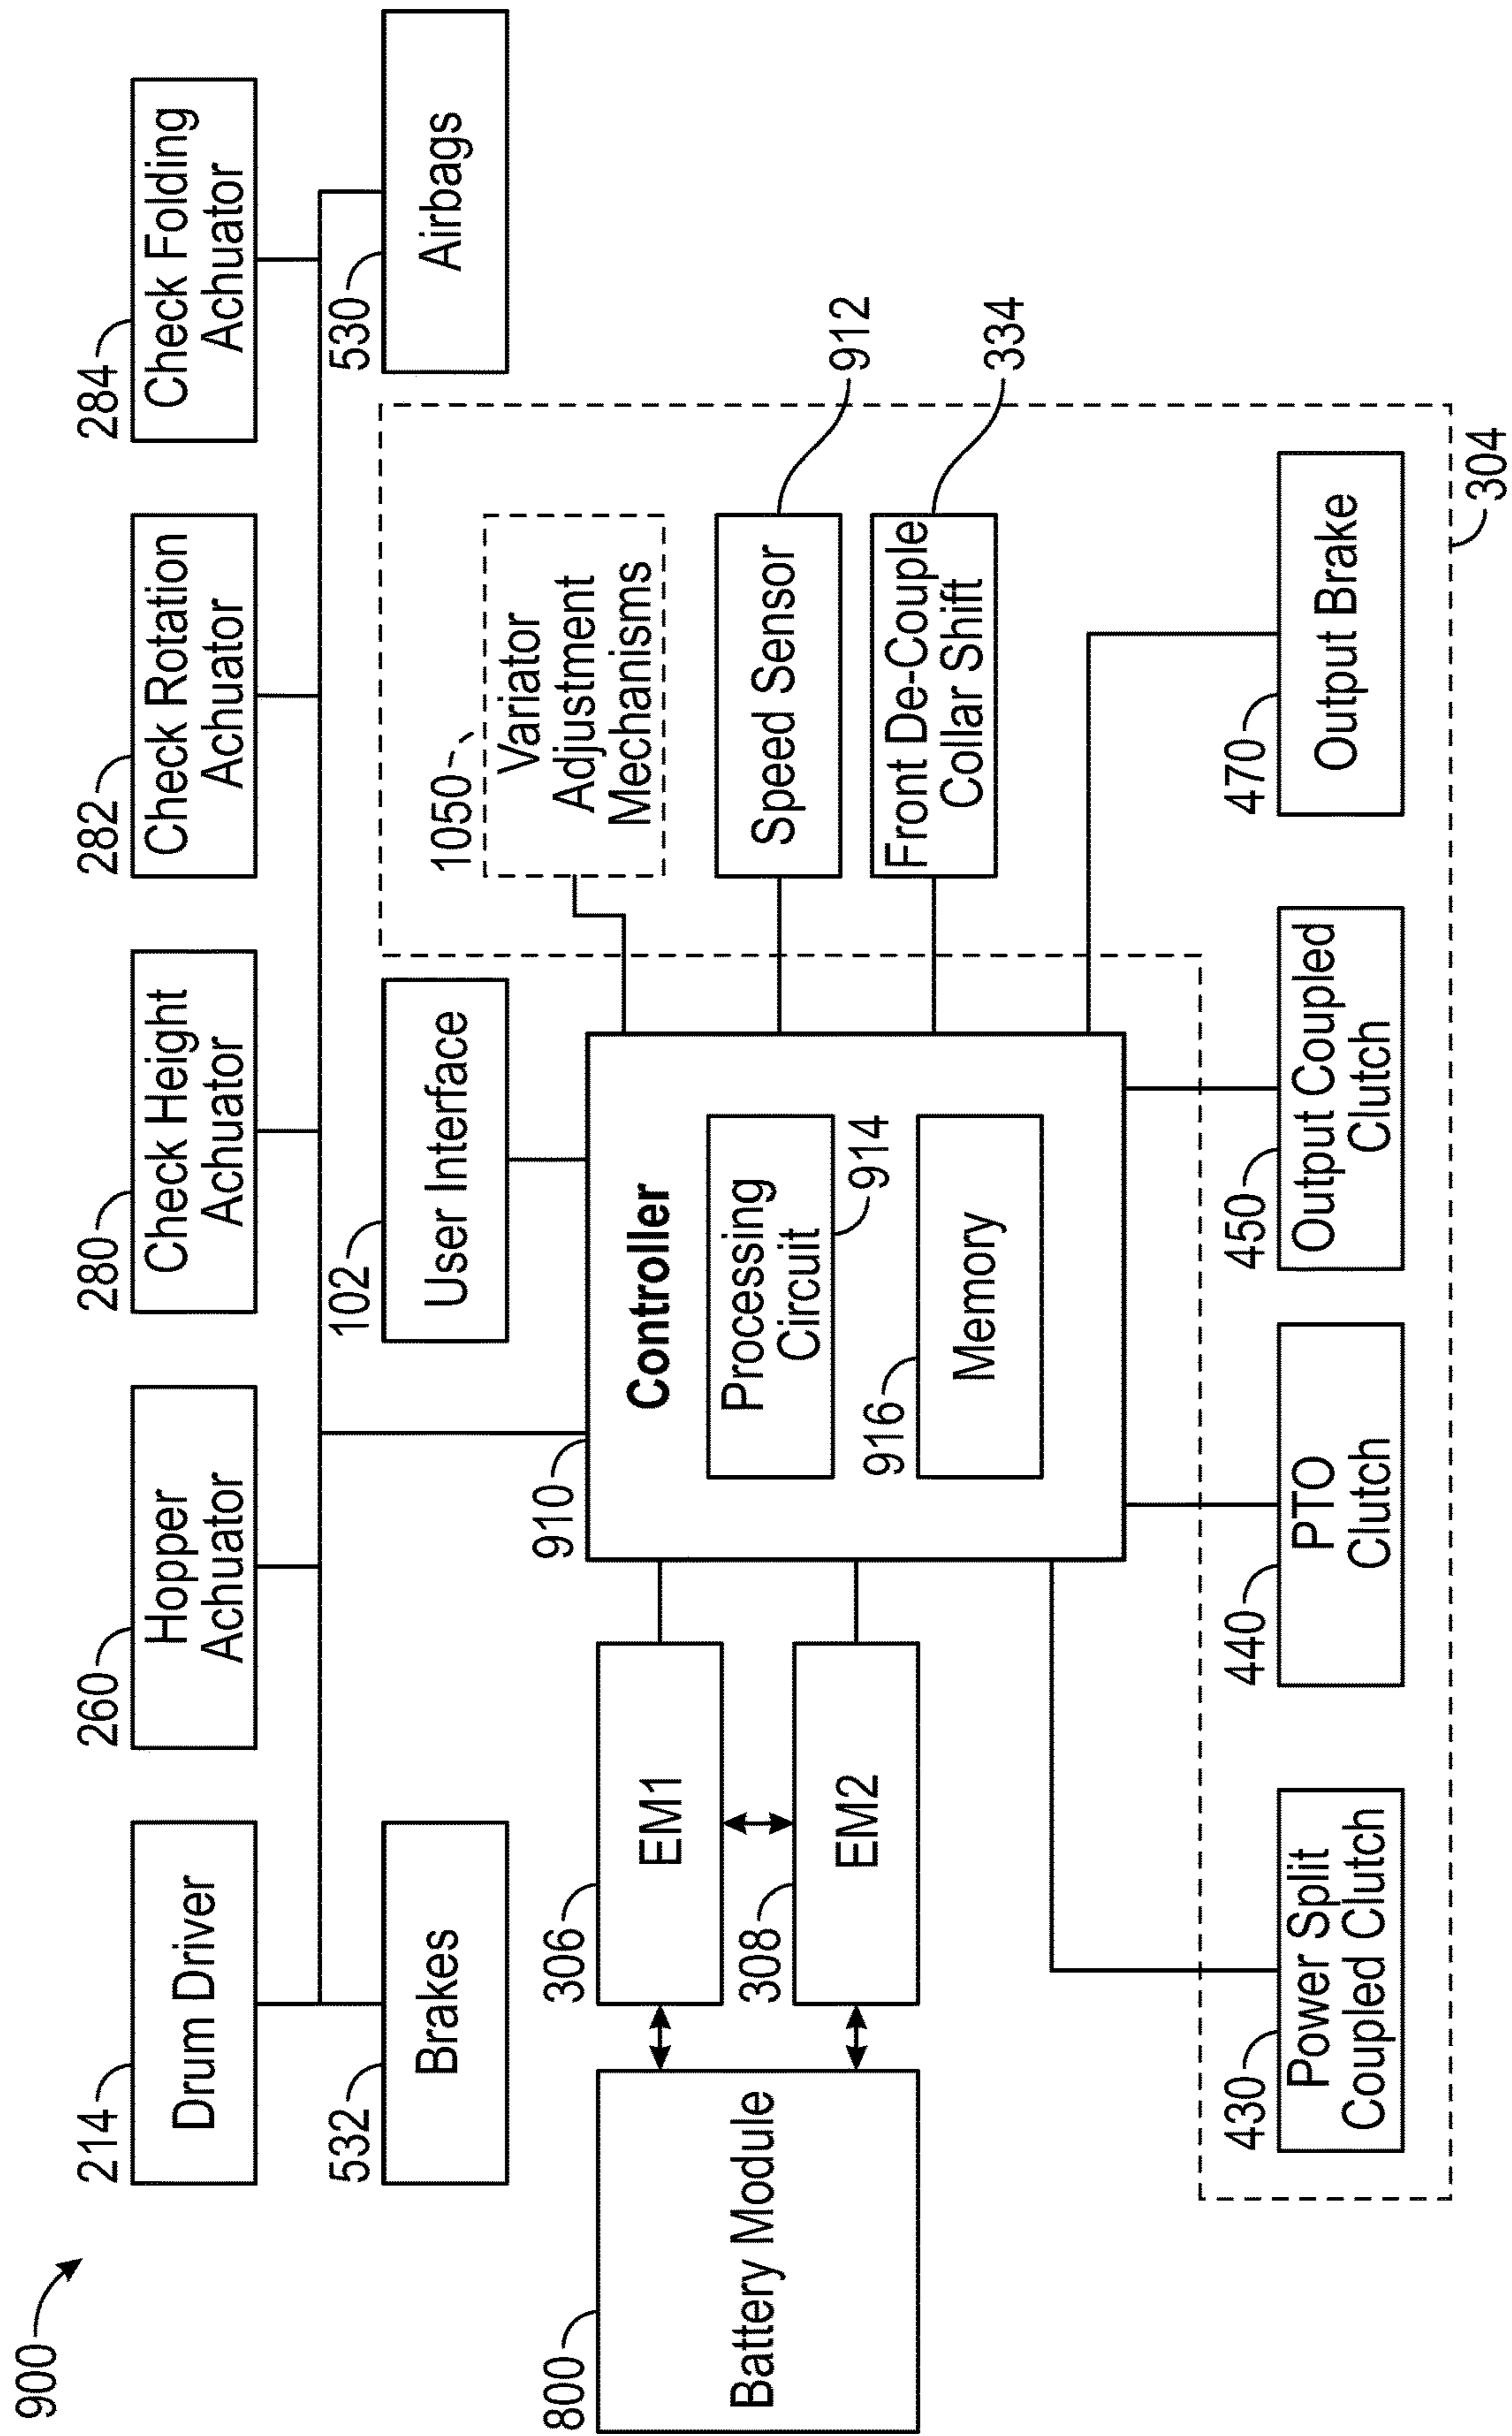 900
214
Drum Driver
260
Hopper
Achuator
280
Check Height
Achuator
282
Check Rotation
Achuator
284
Check Folding
Achuator
532
Brakes
102
User Interface
530
Airbags
800
Battery Module
306
EM1
308
EM2
910
Controller
Processing
Circuit
914
916
Memory
1050
Variator
Adjustment
Mechanisms
Speed Sensor
912
Front De-Couple
Collar Shift
334
430
Power Split
Coupled Clutch
440
PTO
Clutch
450
Output Coupled
Clutch
470
Output Brake
304